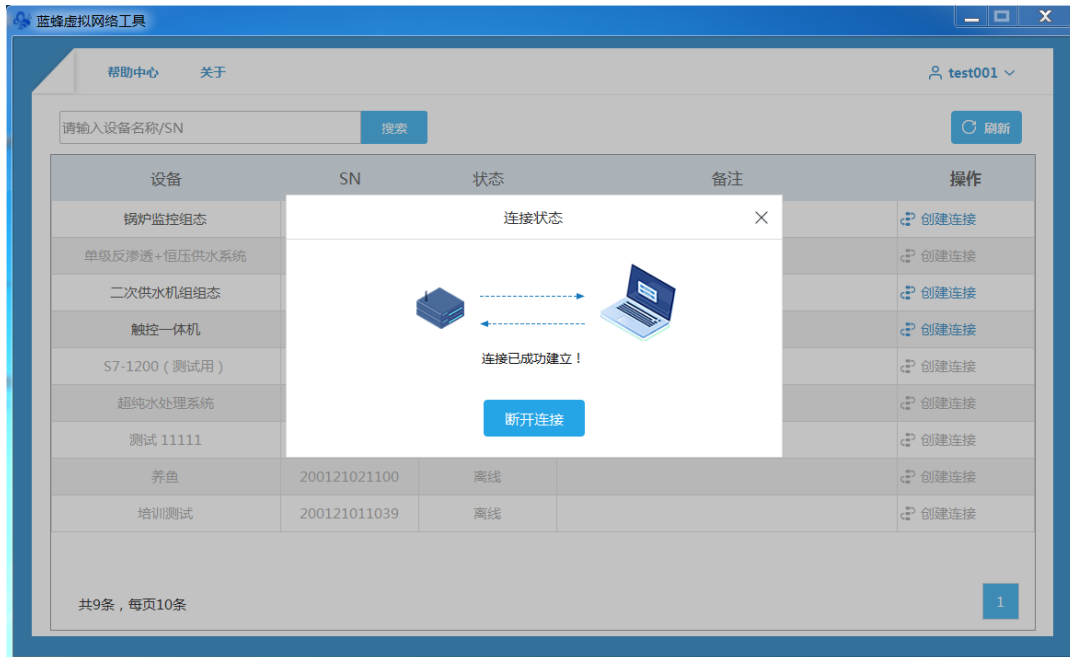 蓝蜂虚拟网络工具
帮助中心 关于 test001
请输入设备名称/SN 搜索 刷新
设备 SN 状态 备注 操作
连接状态
锅炉监控组态 创建连接
单级反渗透+恒压供水系统 创建连接
二次供水机组组态 创建连接
触控一体机 创建连接
连接已成功建立！
S7-1200（测试用） 创建连接
超纯水处理系统 创建连接
断开连接
测试 11111 创建连接
养鱼 200121021100 离线 创建连接
培训测试 200121011039 离线 创建连接
共9条，每页10条 1